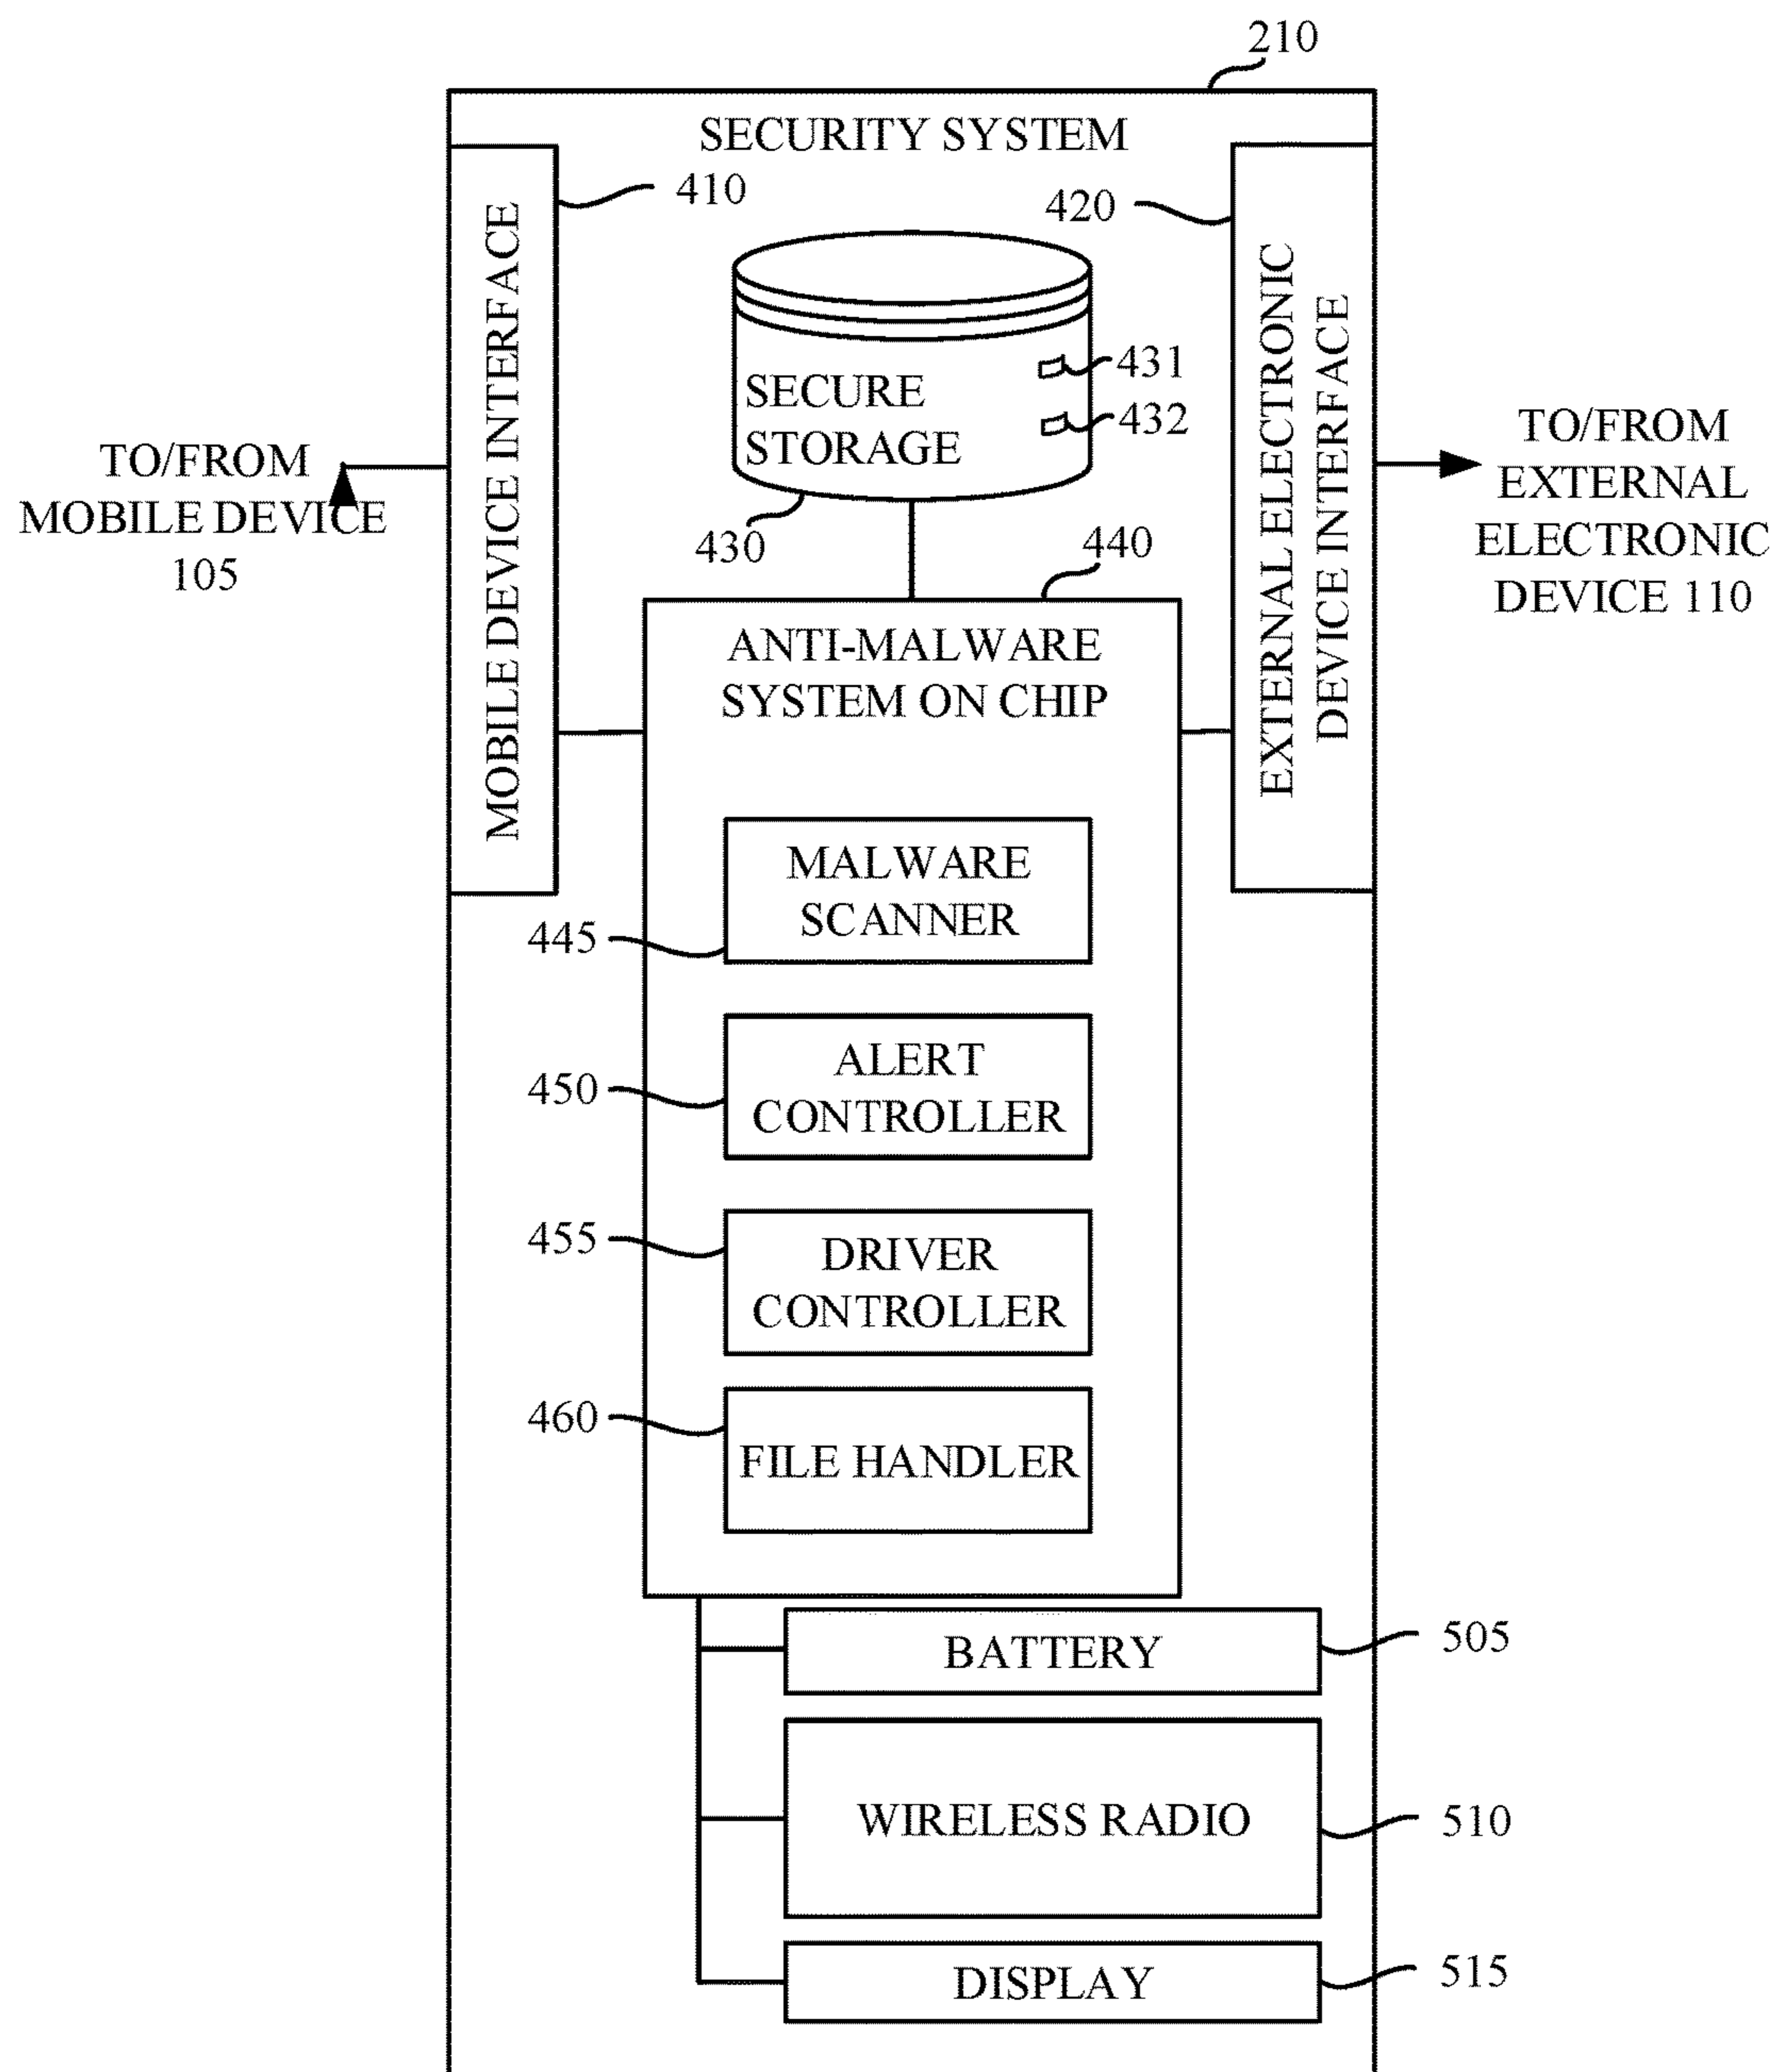 210
SECURITY SYSTEM
410
420
MOBILE DEVICE INTERFACE
EXTERNAL ELECTRONIC
DEVICE INTERFACE
SECURE
STORAGE
431
432
430
TO/FROM
MOBILE DEVICE
105
TO/FROM
EXTERNAL
ELECTRONIC
DEVICE 110
440
ANTI-MALWARE
SYSTEM ON CHIP
MALWARE
SCANNER
445
ALERT
CONTROLLER
450
DRIVER
CONTROLLER
455
FILE HANDLER
460
BATTERY
505
WIRELESS RADIO
510
DISPLAY
515